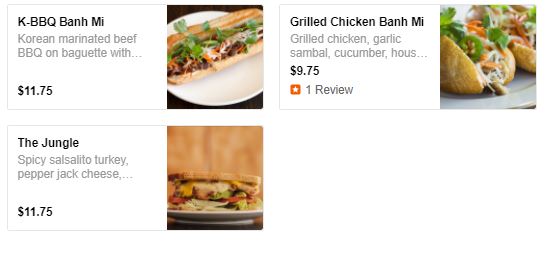 K-BBQ Banh Mi
Korean marinated beef
BBQ on baguette with...
$11.75
Grilled Chicken Banh Mi
Grilled chicken, garlic
sambal, cucumber, hous...
$9.75
1 Review
The Jungle
Spicy salsalito turkey,
pepper jack cheese,...
$11.75